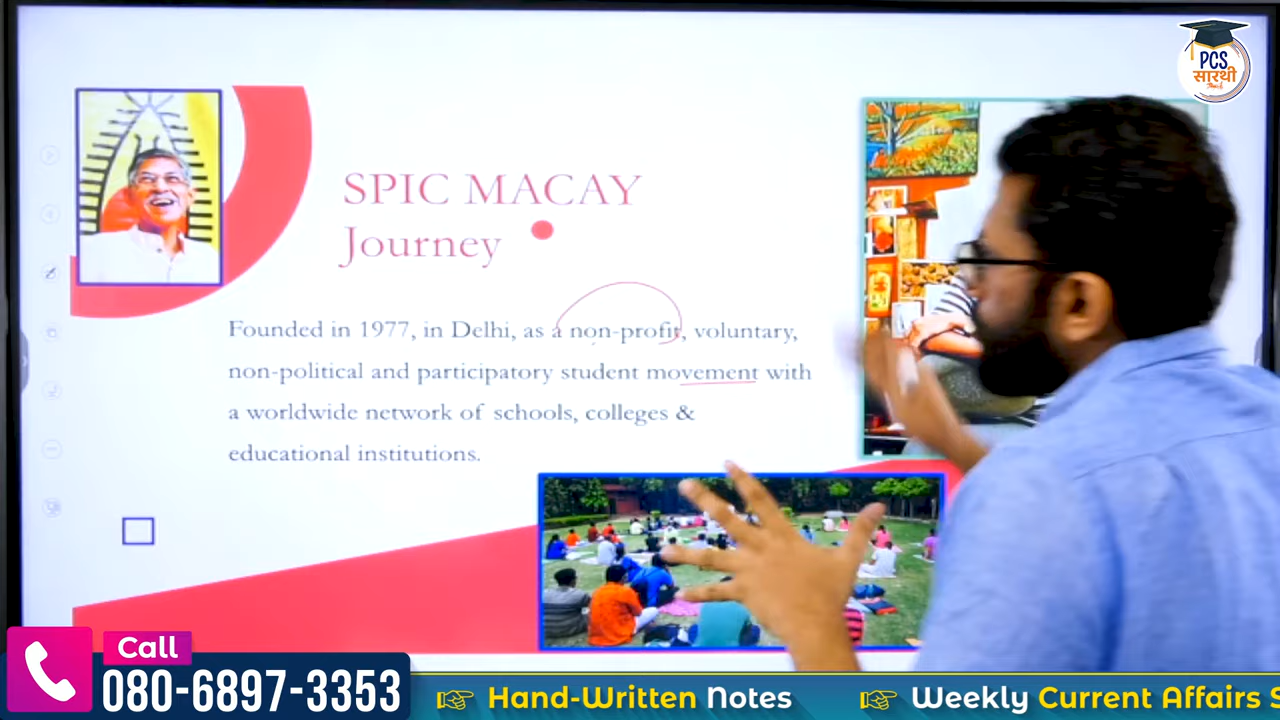 PCS
सारथी
SPIC MACAY
Journey
Founded in 1977, in Delhi, as a non-profit, voluntary,
non-political and participatory student movement with
a worldwide network of schools, colleges &
educational institutions.
Call
080-6897-3353
Hand-Written Notes
Weekly Current Affairs S